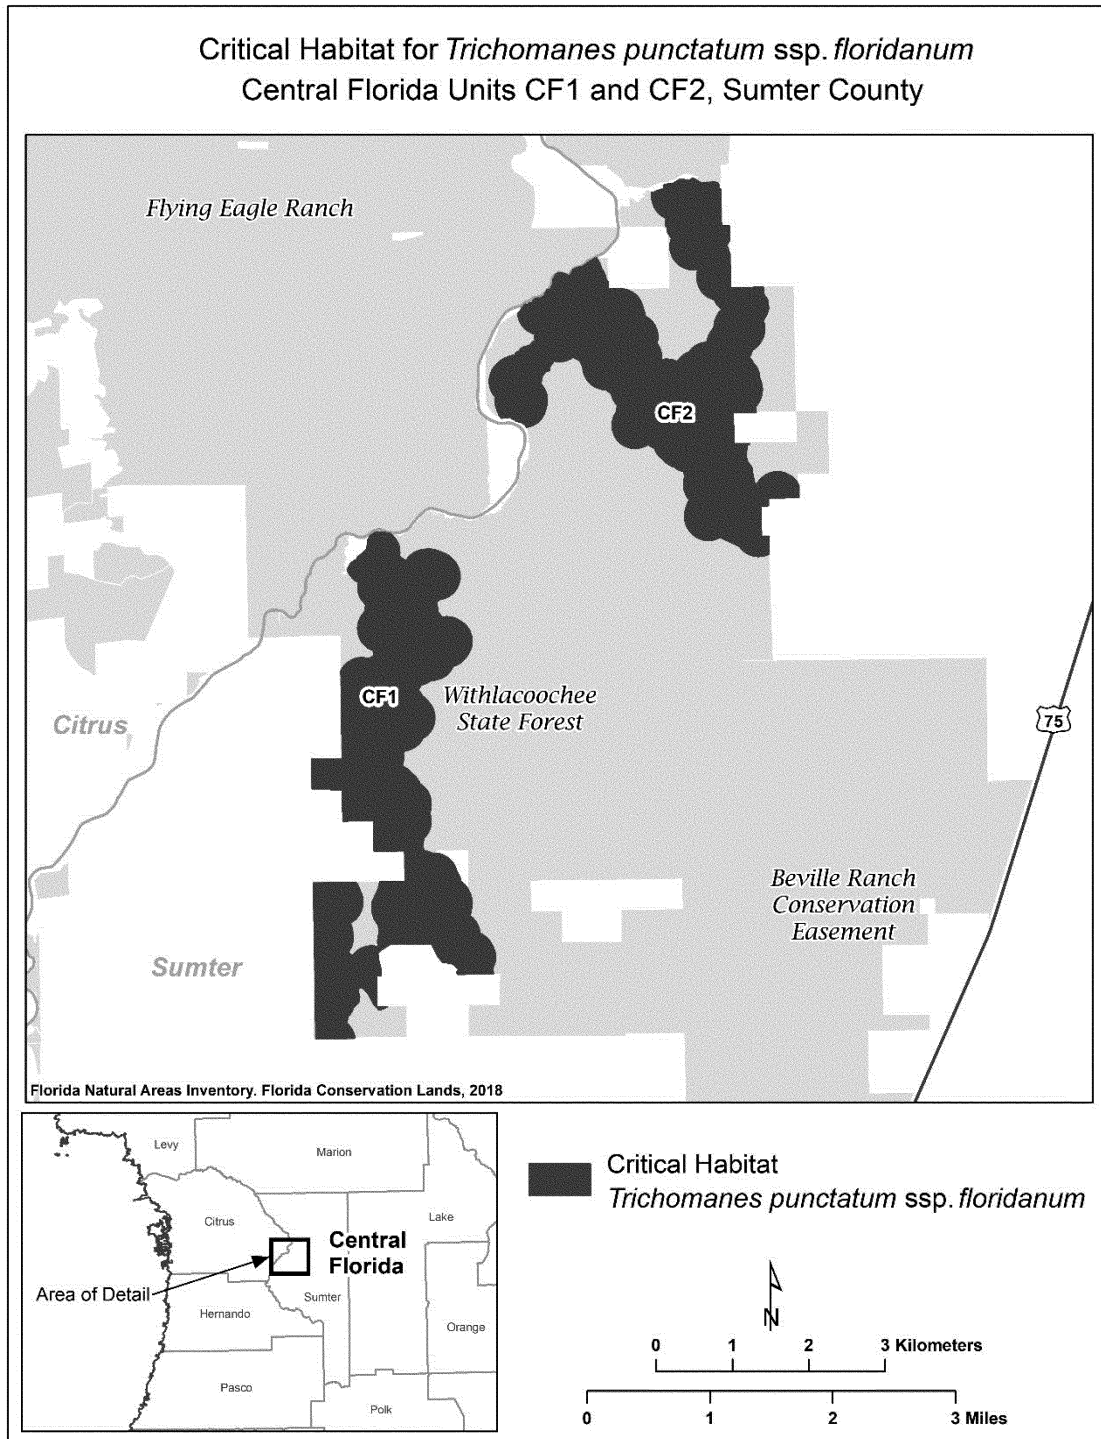 Critical Habitat for Trichomanes punctatum ssp. floridanum
Central Florida Units CF1 and CF2, Sumter County
Flying Eagle Ranch
CF2
CF1
Withlacoochee
State Forest
Citrus
75
Beville Ranch
Conservation
Easement
Sumter
Florida Natural Areas Inventory. Florida Conservation Lands, 2018
Levy
Marion
Citrus
Lake
Central
Florida
Area of Detail
Sumter
Hernando
Orange
Pasco
Polk
Critical Habitat
Trichomanes punctatum ssp. floridanum
N
0 1 2 3 Kilometers
0 1 2 3 Miles